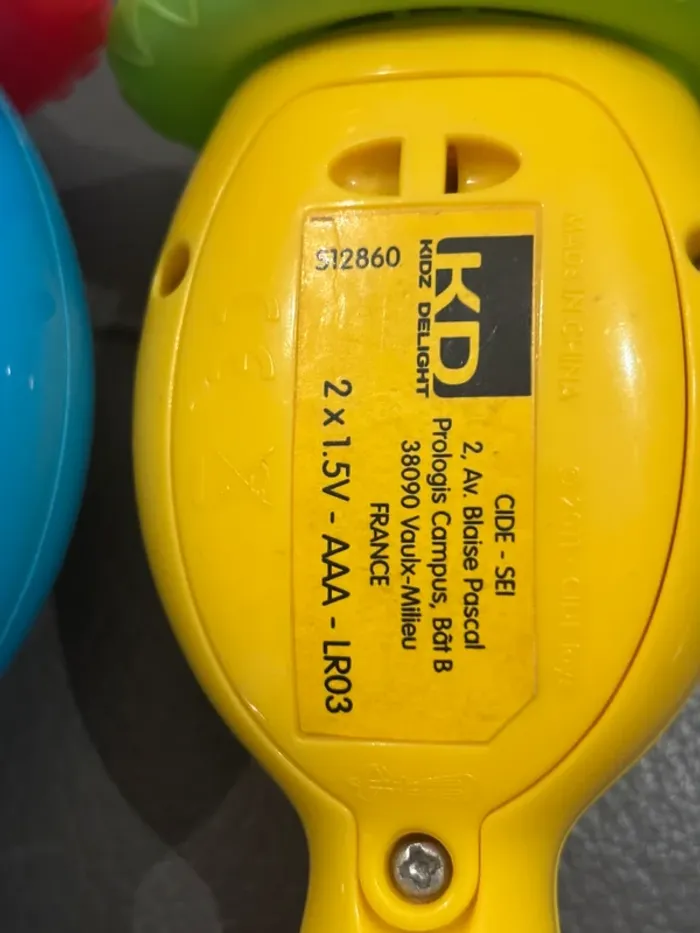 S12860
KD
KIDZ DELIGHT
CIDE - SEI
2, Av. Blaise Pascal
Prologis Campus, Bât B
38090 Vaulx-Milieu
FRANCE
2 x 1.5V - AAA - LR03
MADE IN CHINA